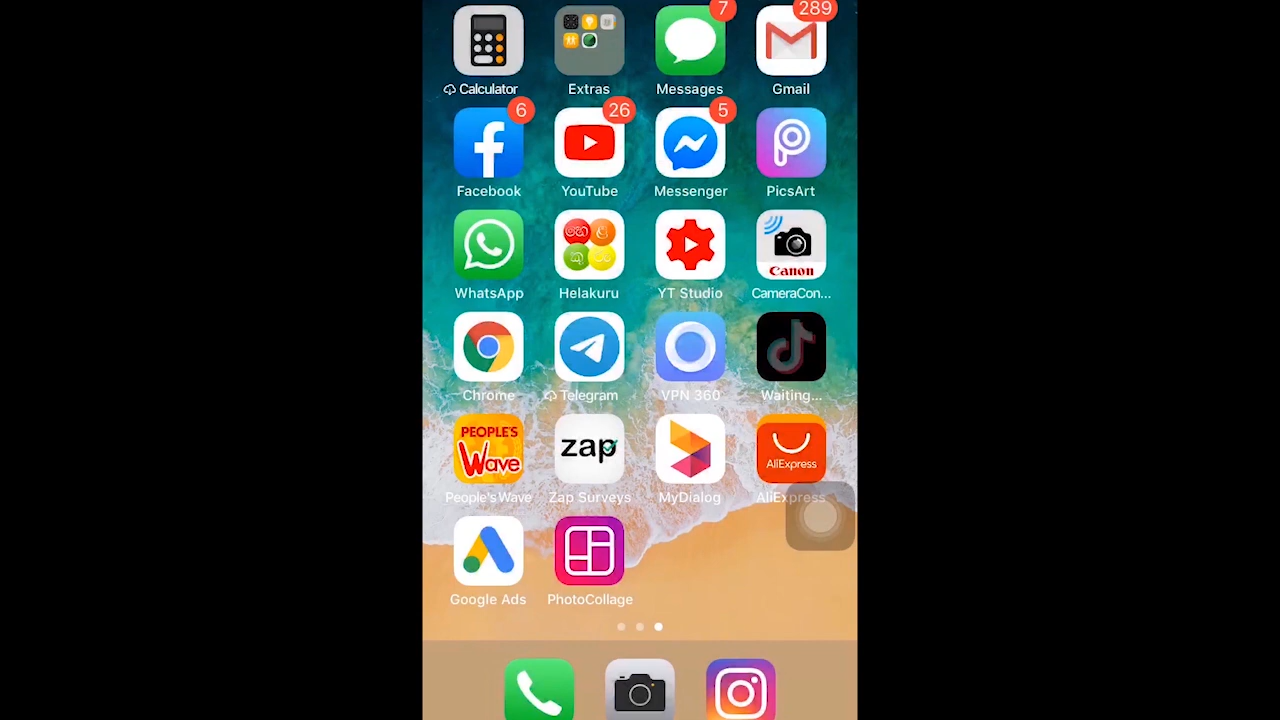 7
289
Calculator
Extras
Messages
Gmail
6
26
5
Facebook
YouTube
Messenger
PicsArt
හෙ ළ
කු රු
Canon
WhatsApp
Helakuru
YT Studio
CameraCon...
Chrome
Telegram
VPN 360
Waiting...
PEOPLE'S
Wave
zap
AliExpress
People's Wave
Zap Surveys
MyDialog
AliExpress
Google Ads
PhotoCollage